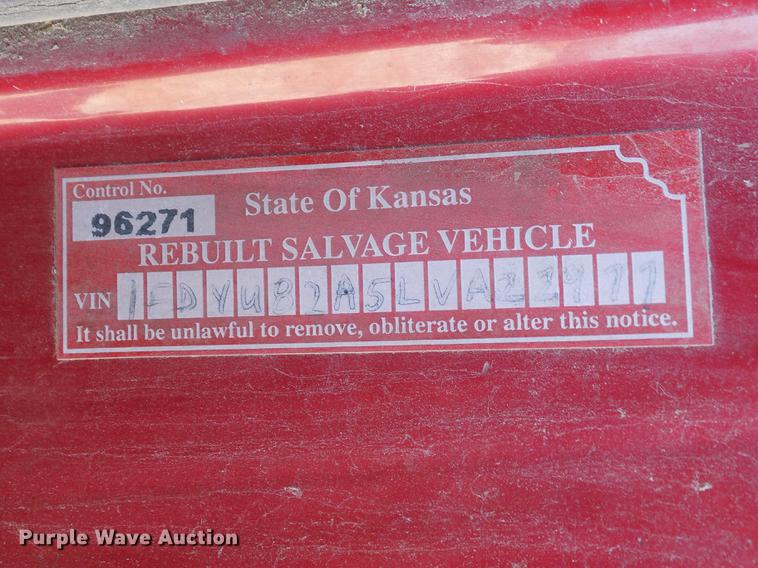 Control No.
96271
State Of Kansas
REBUILT SALVAGE VEHICLE
VIN 1FDYU82A5LVA22977
It shall be unlawful to remove, obliterate or alter this notice.
Purple Wave Auction